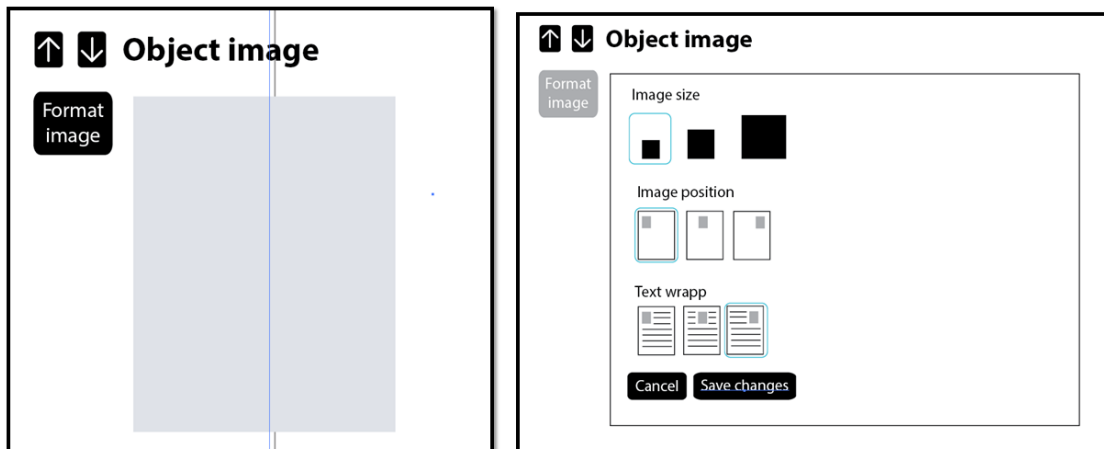 Object image
Format
image
Object image
Format
image
Image size
Image position
Text wrapp
Cancel
Save changes